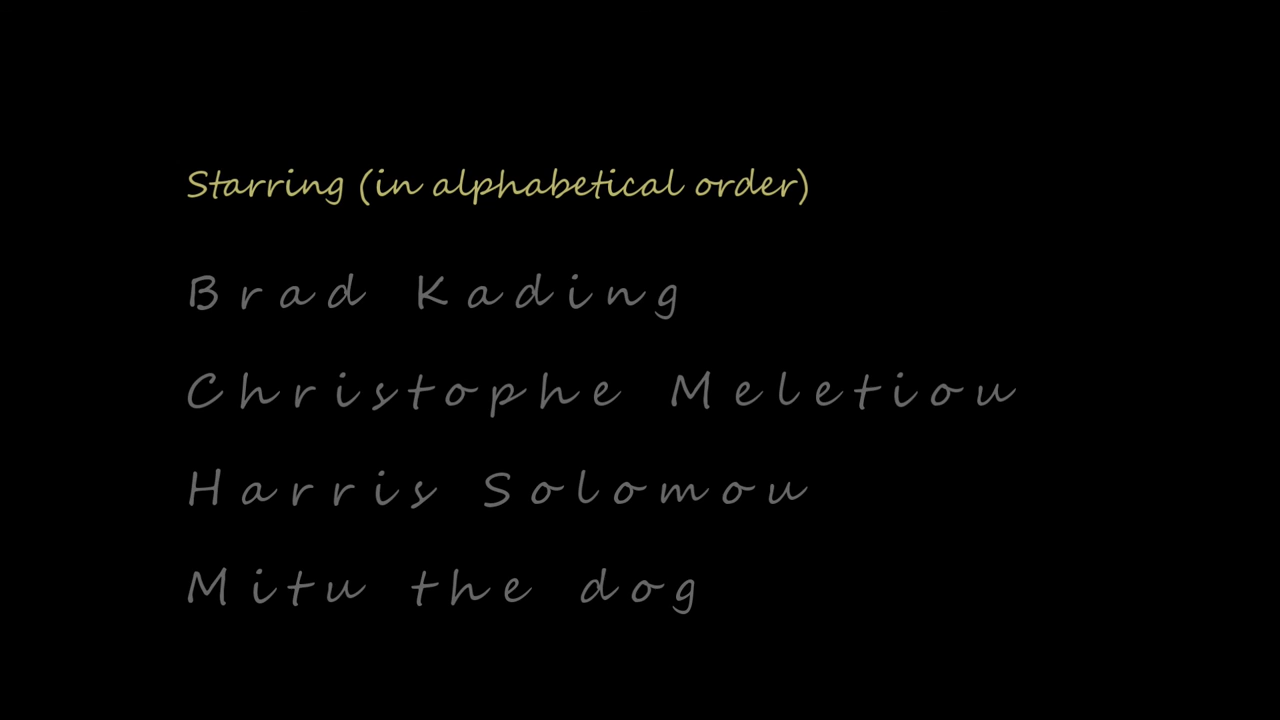 Starring (in alphabetical order)
Brad Kading
Christophe Meletiou
Harris Solomou
Mitu the dog